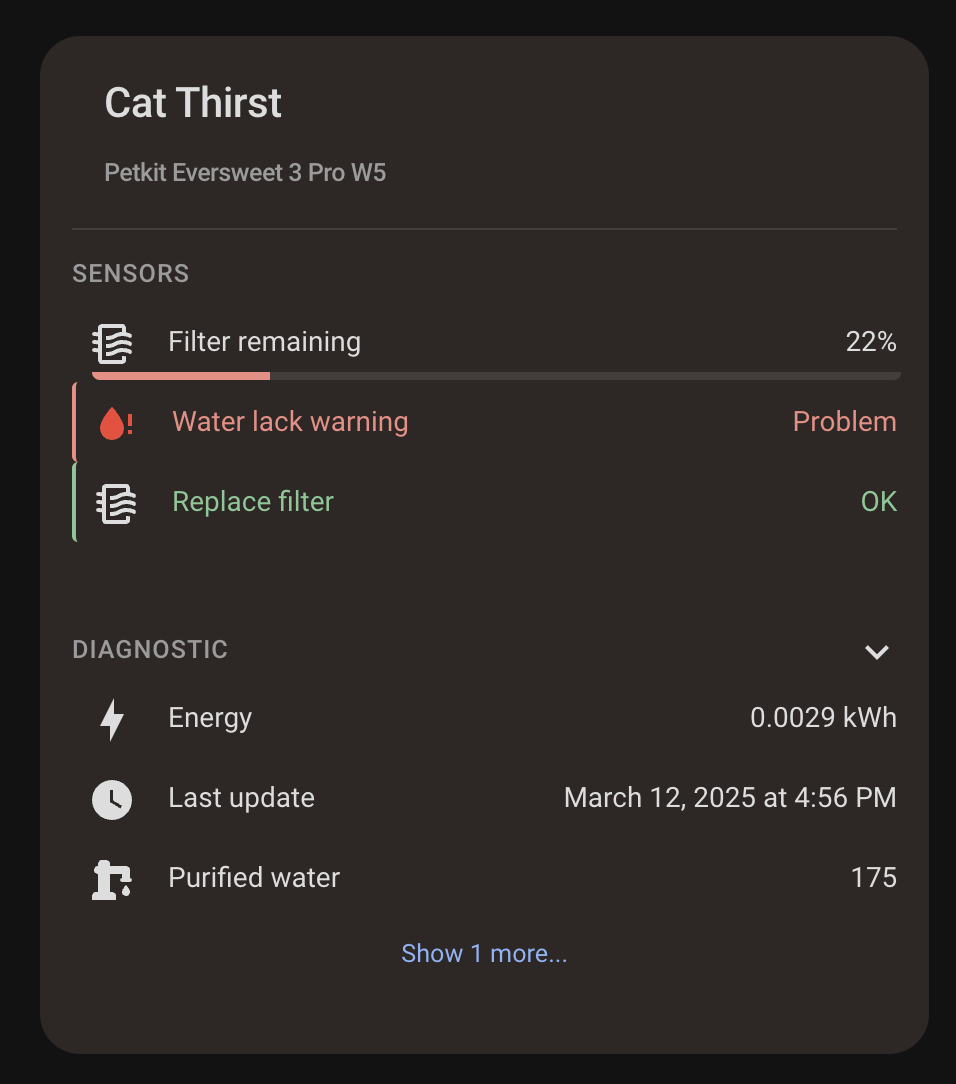 Cat Thirst
Petkit Eversweet 3 Pro W5
SENSORS
Filter remaining 22%
Water lack warning Problem
Replace filter OK
DIAGNOSTIC
Energy 0.0029 kWh
Last update March 12, 2025 at 4:56 PM
Purified water 175
Show 1 more...